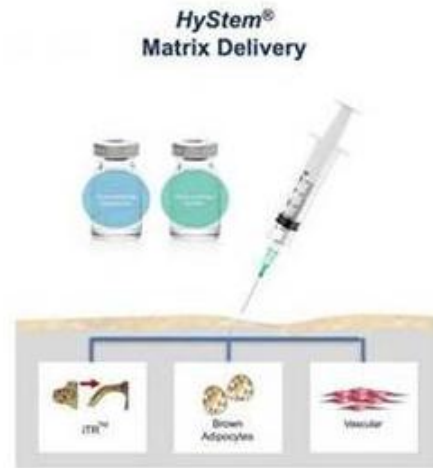 HyStem®
Matrix Delivery
iTR™
Brown
Adipocytes
Vascular